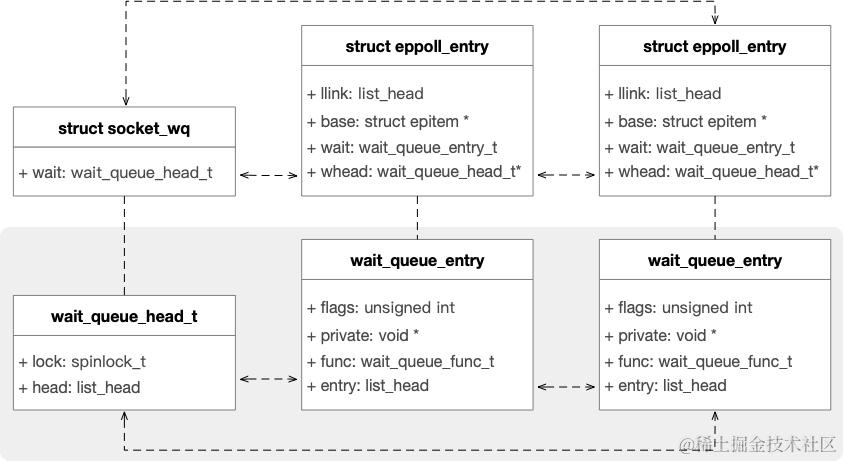 struct socket_wq
+ wait: wait_queue_head_t
struct eppoll_entry
+ llink: list_head
+ base: struct epitem *
+ wait: wait_queue_entry_t
+ whead: wait_queue_head_t*
struct eppoll_entry
+ llink: list_head
+ base: struct epitem *
+ wait: wait_queue_entry_t
+ whead: wait_queue_head_t*
wait_queue_head_t
+ lock: spinlock_t
+ head: list_head
wait_queue_entry
+ flags: unsigned int
+ private: void *
+ func: wait_queue_func_t
+ entry: list_head
wait_queue_entry
+ flags: unsigned int
+ private: void *
+ func: wait_queue_func_t
+ entry: list_head
@稀土掘金技术社区